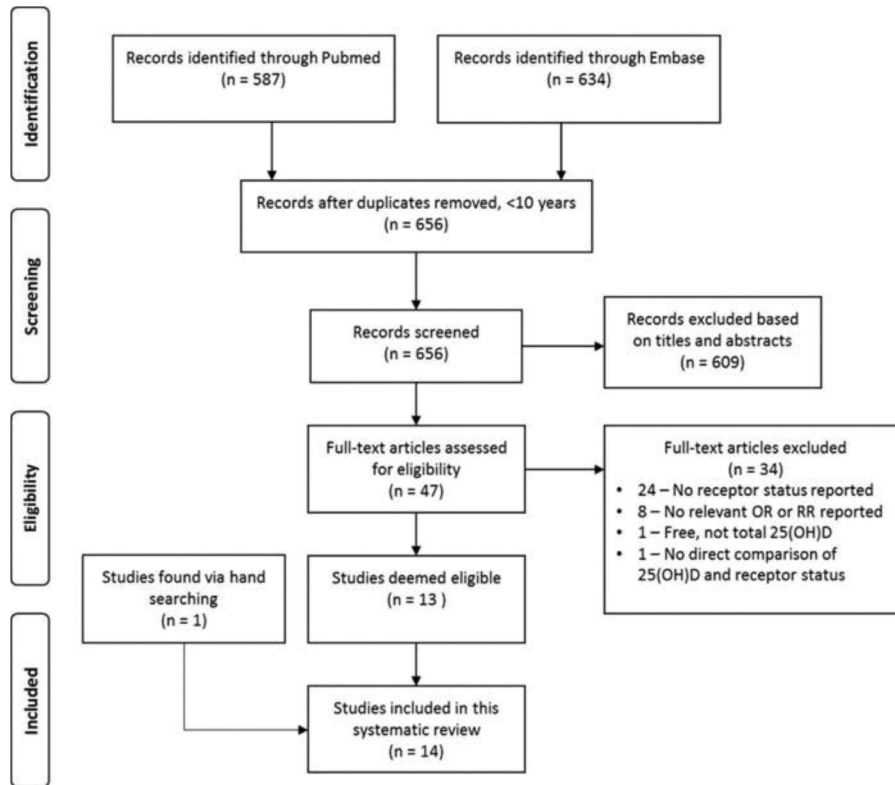 Identification
Records identified through Pubmed
(n = 587)
Records identified through Embase
(n = 634)
Records after duplicates removed, <10 years
(n = 656)
Screening
Records screened
(n = 656)
Records excluded based
on titles and abstracts
(n = 609)
Eligibility
Full-text articles assessed
for eligibility
(n = 47)
Full-text articles excluded
(n = 34)
• 24 – No receptor status reported
• 8 – No relevant OR or RR reported
• 1 – Free, not total 25(OH)D
• 1 – No direct comparison of
25(OH)D and receptor status
Studies found via hand
searching
(n = 1)
Studies deemed eligible
(n = 13 )
Included
Studies included in this
systematic review
(n = 14)